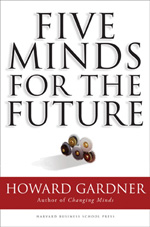 FIVE
MINDS
FOR THE
FUTURE
HOWARD GARDNER
Author of Changing Minds
HARVARD BUSINESS SCHOOL PRESS